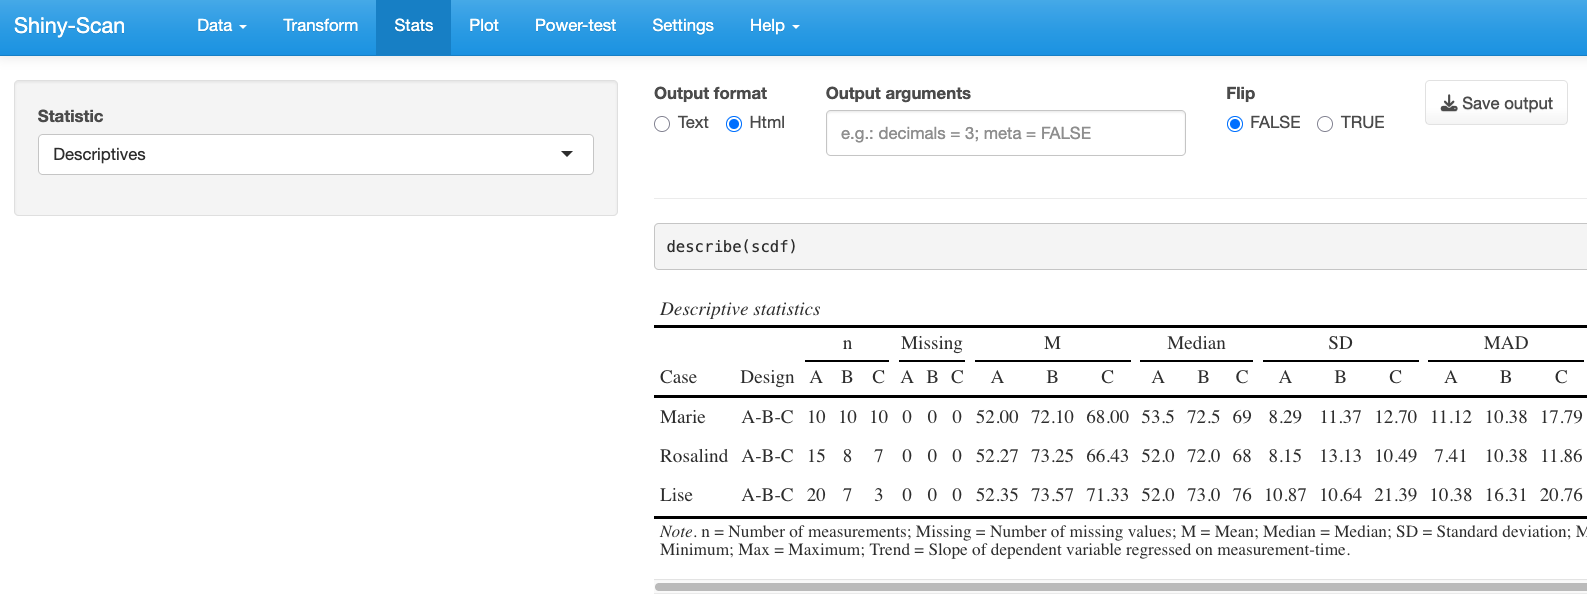 Shiny-Scan Data Transform Stats Plot Power-test Settings Help
Statistic
Descriptives
Output format Output arguments Flip
Text Html e.g.: decimals = 3; meta = FALSE FALSE TRUE Save output
describe(scdf)
Descriptive statistics
n Missing M Median SD MAD
Case Design A B C A B C A B C A B C A B C A B C
Marie A-B-C 10 10 10 0 0 0 52.00 72.10 68.00 53.5 72.5 69 8.29 11.37 12.70 11.12 10.38 17.79
Rosalind A-B-C 15 8 7 0 0 0 52.27 73.25 66.43 52.0 72.0 68 8.15 13.13 10.49 7.41 10.38 11.86
Lise A-B-C 20 7 3 0 0 0 52.35 73.57 71.33 52.0 73.0 76 10.87 10.64 21.39 10.38 16.31 20.76
Note. n = Number of measurements; Missing = Number of missing values; M = Mean; Median = Median; SD = Standard deviation;
Minimum; Max = Maximum; Trend = Slope of dependent variable regressed on measurement-time.